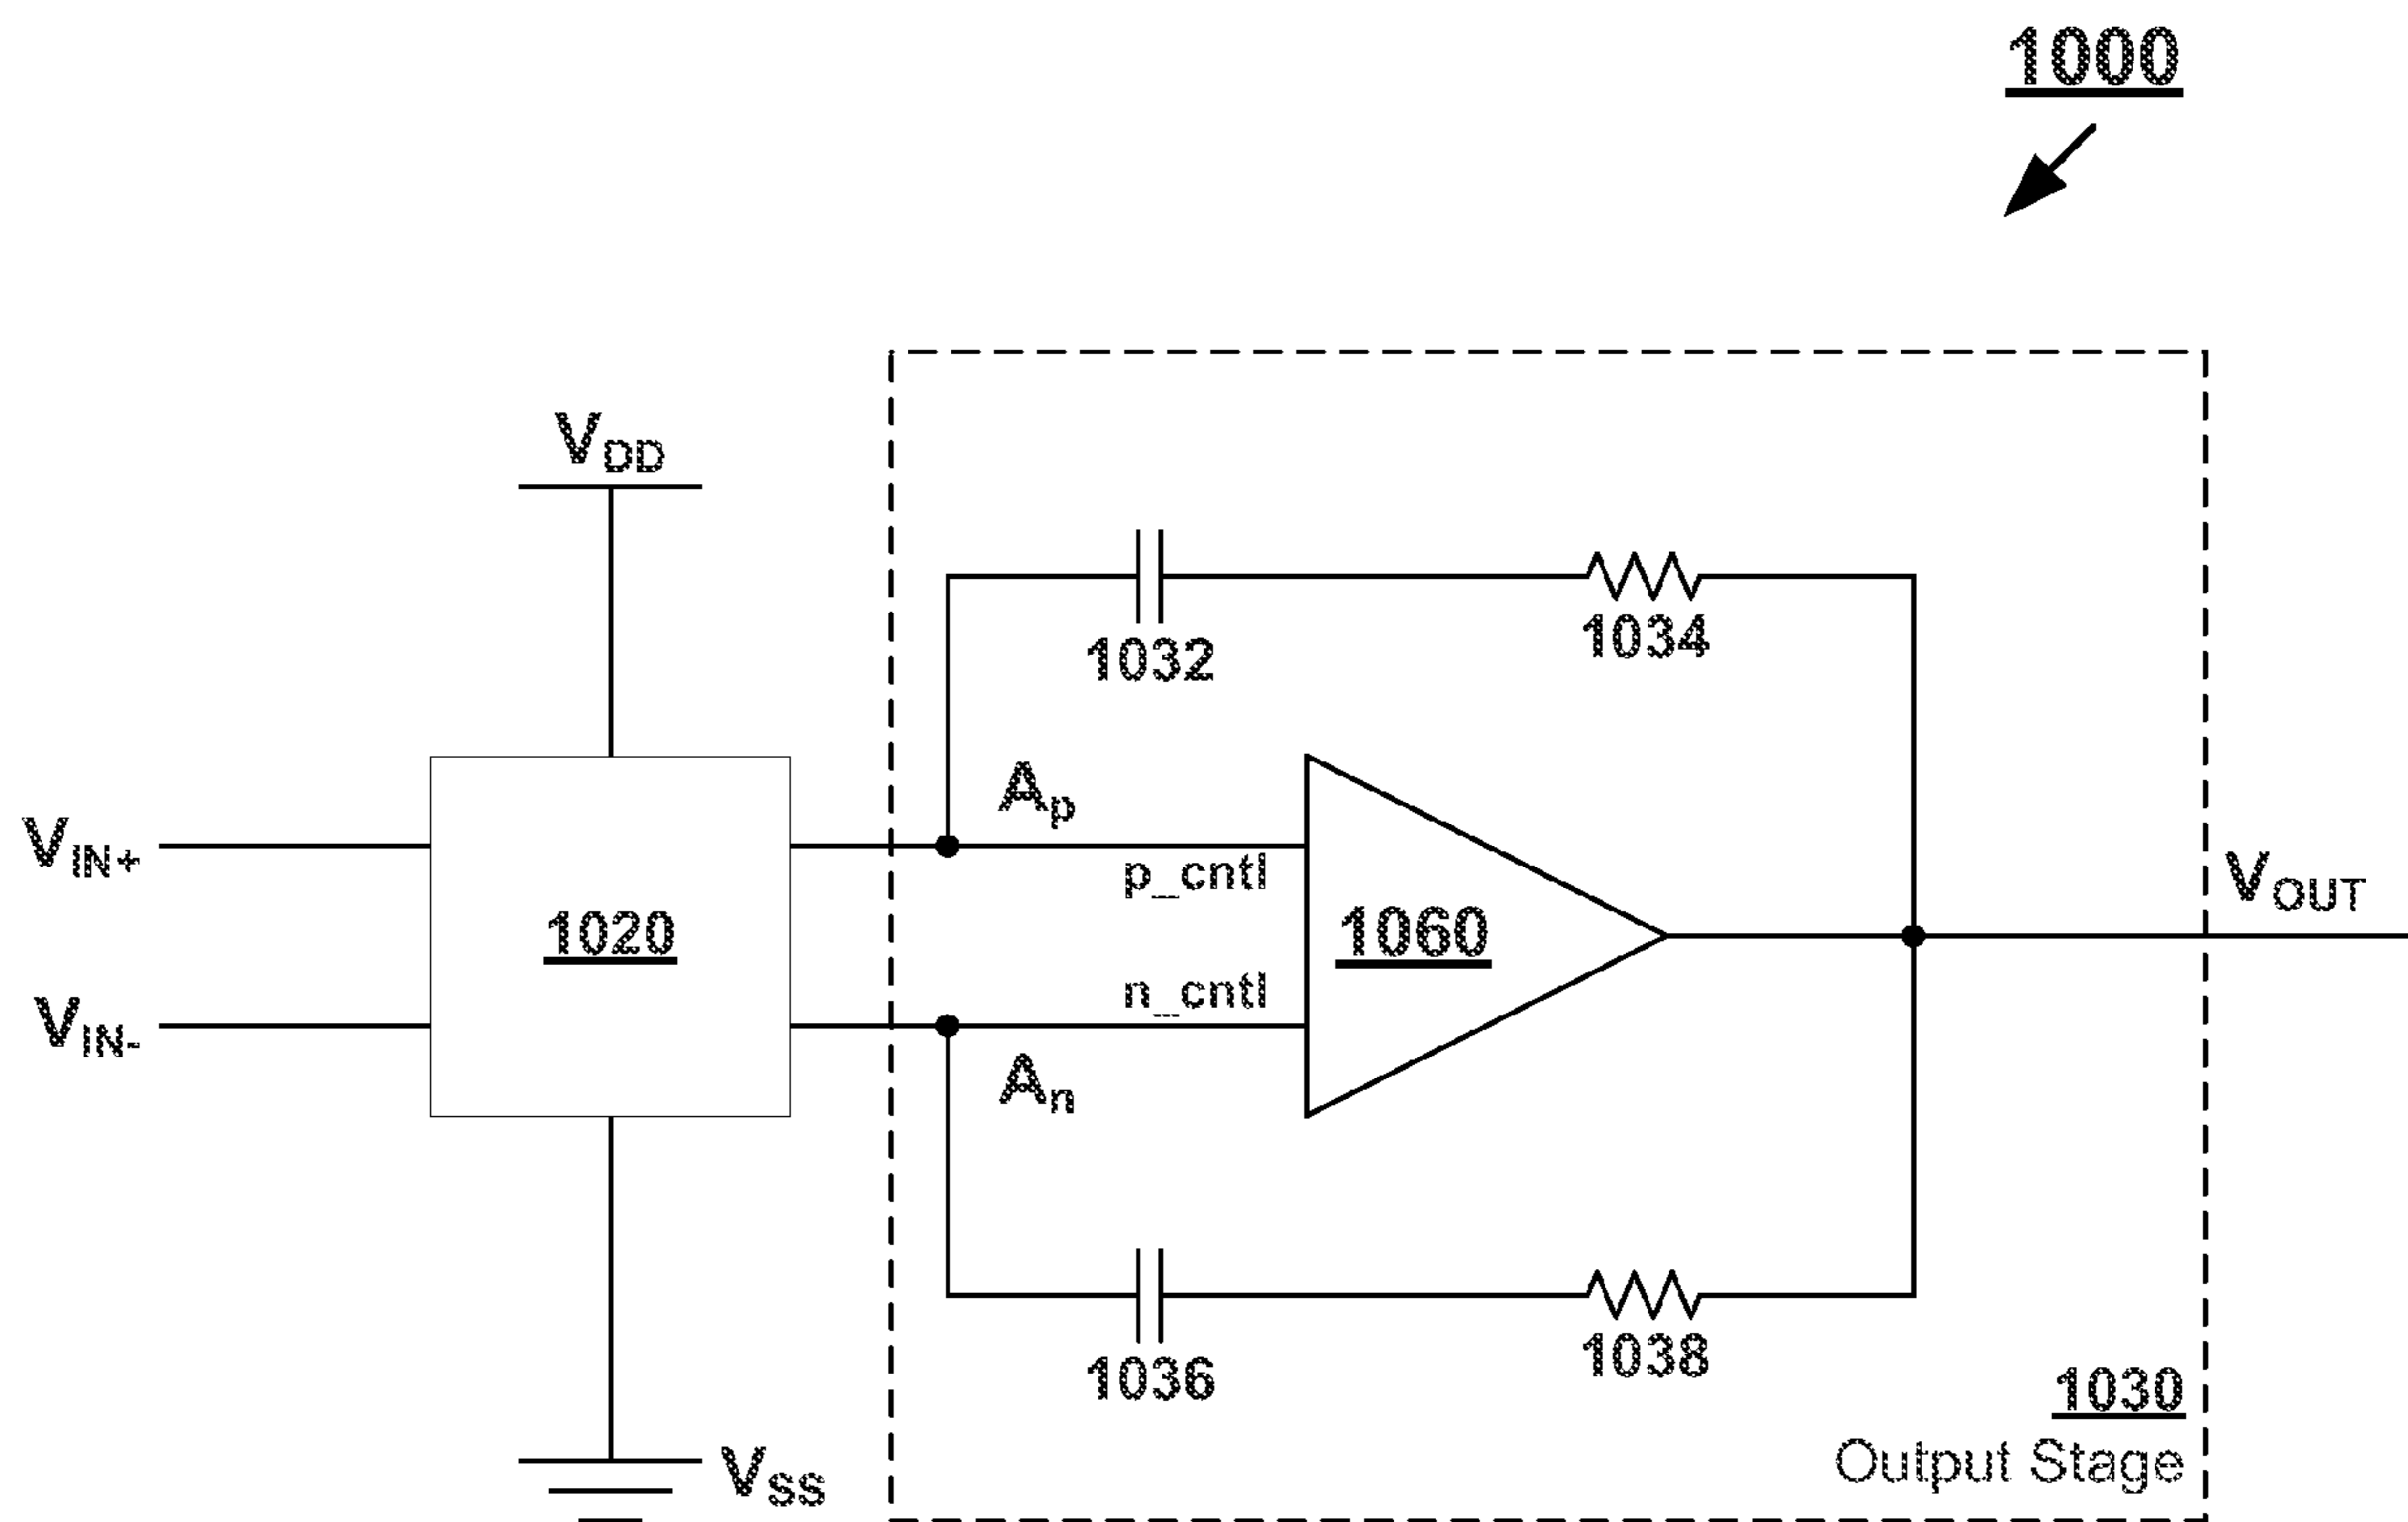 1000
VDD
1032
1034
Ap
VIN+
p_cntl
VOUT
1020
1060
n_cntl
VIN-
An
1036
1038
1030
VSS
Output Stage